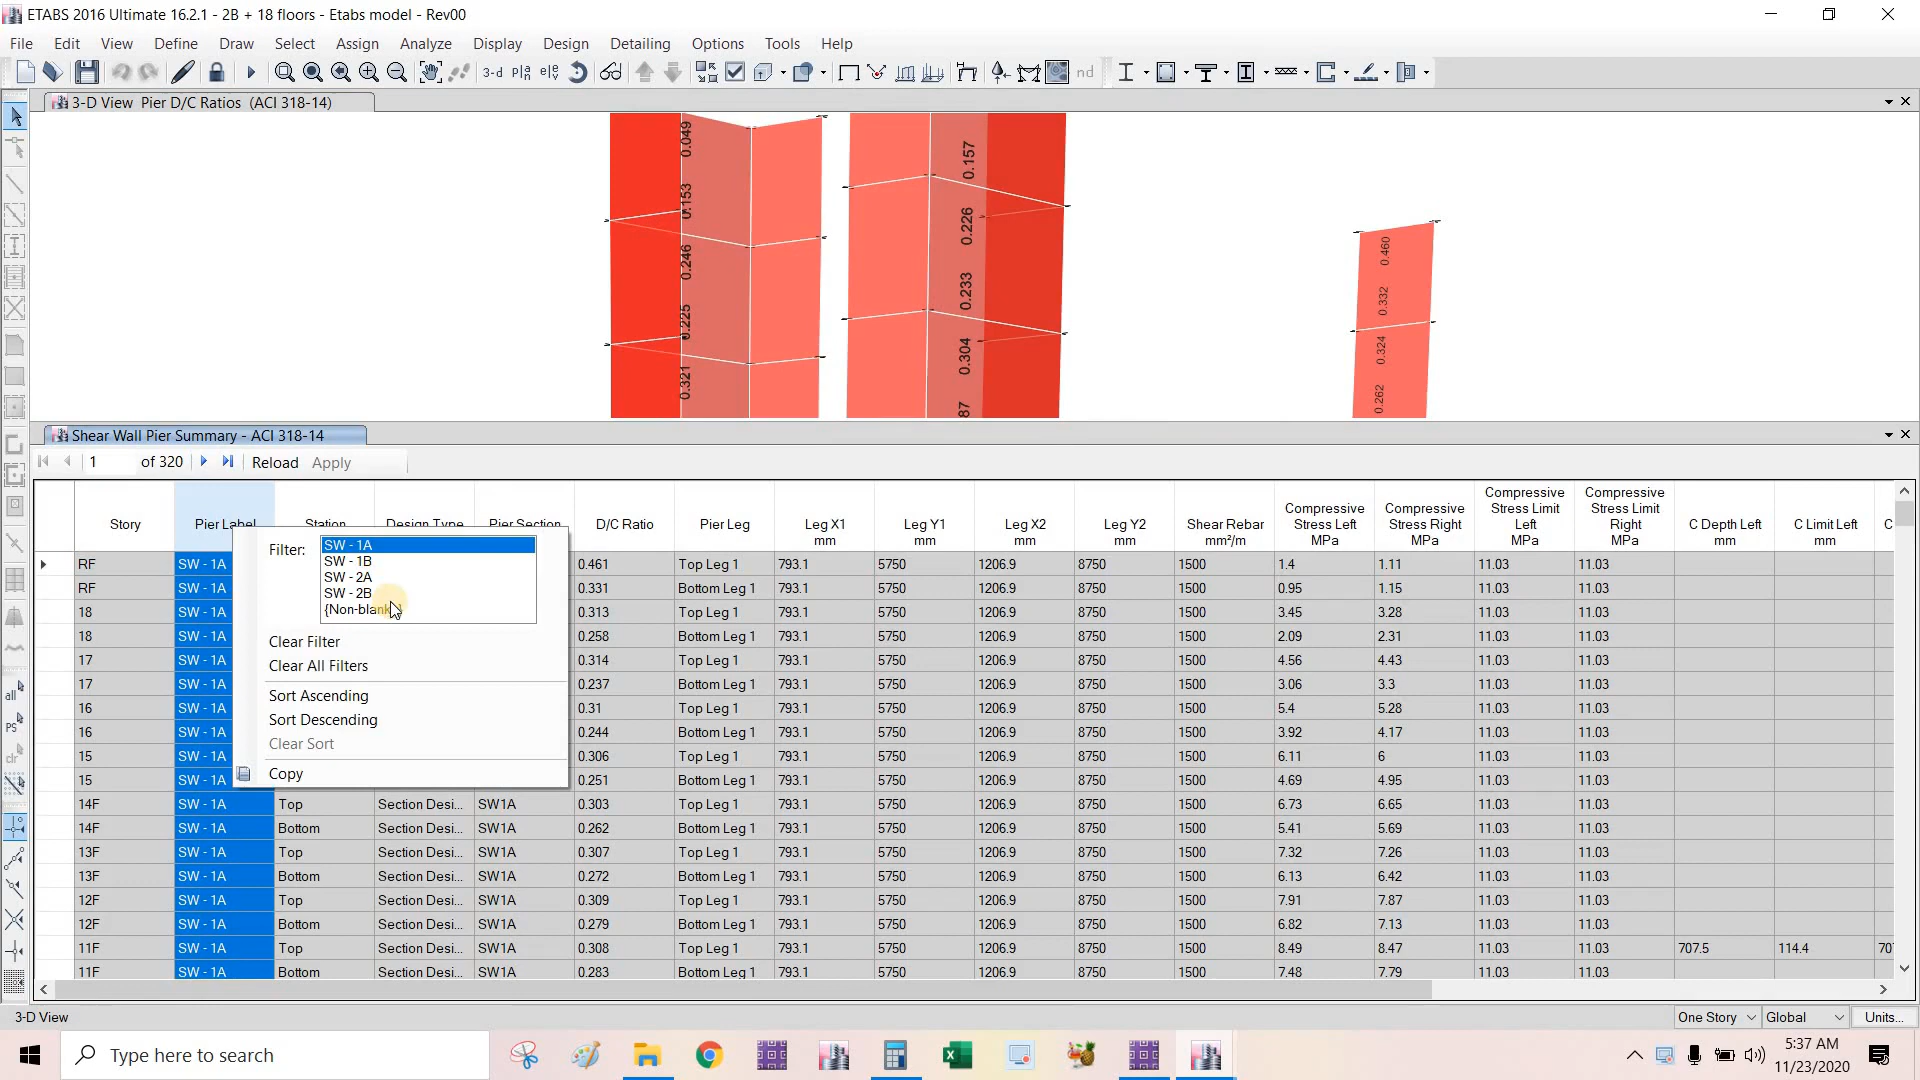 ETABS 2016 Ultimate 16.2.1 - 2B + 18 floors - Etabs model - Rev00
File Edit View Define Draw Select Assign Analyze Display Design Detailing Options Tools Help
3-d
nd
3-D View Pier D/C Ratios (ACI 318-14)
0.049
0.153
0.246
0.225
0.321
0.157
0.226
0.233
0.304
87
0.460
0.332
0.324
0.262
Shear Wall Pier Summary - ACI 318-14
1 of 320 Reload Apply
Story Pier Label Station Design Type Pier Section D/C Ratio Pier Leg Leg X1 mm Leg Y1 mm Leg X2 mm Leg Y2 mm Shear Rebar mm²/m Compressive Stress Left MPa Compressive Stress Right MPa Compressive Stress Limit Left MPa Compressive Stress Limit Right MPa C Depth Left mm C Limit Left mm C
RF SW - 1A 0.461 Top Leg 1 793.1 5750 1206.9 8750 1500 1.4 1.11 11.03 11.03
RF SW - 1A 0.331 Bottom Leg 1 793.1 5750 1206.9 8750 1500 0.95 1.15 11.03 11.03
18 SW - 1A 0.313 Top Leg 1 793.1 5750 1206.9 8750 1500 3.45 3.28 11.03 11.03
18 SW - 1A 0.258 Bottom Leg 1 793.1 5750 1206.9 8750 1500 2.09 2.31 11.03 11.03
17 SW - 1A 0.314 Top Leg 1 793.1 5750 1206.9 8750 1500 4.56 4.43 11.03 11.03
17 SW - 1A 0.237 Bottom Leg 1 793.1 5750 1206.9 8750 1500 3.06 3.3 11.03 11.03
16 SW - 1A 0.31 Top Leg 1 793.1 5750 1206.9 8750 1500 5.4 5.28 11.03 11.03
16 SW - 1A 0.244 Bottom Leg 1 793.1 5750 1206.9 8750 1500 3.92 4.17 11.03 11.03
15 SW - 1A 0.306 Top Leg 1 793.1 5750 1206.9 8750 1500 6.11 6 11.03 11.03
15 SW - 1A 0.251 Bottom Leg 1 793.1 5750 1206.9 8750 1500 4.69 4.95 11.03 11.03
14F SW - 1A Top Section Desi... SW1A 0.303 Top Leg 1 793.1 5750 1206.9 8750 1500 6.73 6.65 11.03 11.03
14F SW - 1A Bottom Section Desi... SW1A 0.262 Bottom Leg 1 793.1 5750 1206.9 8750 1500 5.41 5.69 11.03 11.03
13F SW - 1A Top Section Desi... SW1A 0.307 Top Leg 1 793.1 5750 1206.9 8750 1500 7.32 7.26 11.03 11.03
13F SW - 1A Bottom Section Desi... SW1A 0.272 Bottom Leg 1 793.1 5750 1206.9 8750 1500 6.13 6.42 11.03 11.03
12F SW - 1A Top Section Desi... SW1A 0.309 Top Leg 1 793.1 5750 1206.9 8750 1500 7.91 7.87 11.03 11.03
12F SW - 1A Bottom Section Desi... SW1A 0.279 Bottom Leg 1 793.1 5750 1206.9 8750 1500 6.82 7.13 11.03 11.03
11F SW - 1A Top Section Desi... SW1A 0.308 Top Leg 1 793.1 5750 1206.9 8750 1500 8.49 8.47 11.03 11.03 707.5 114.4 70
11F SW - 1A Bottom Section Desi... SW1A 0.283 Bottom Leg 1 793.1 5750 1206.9 8750 1500 7.48 7.79 11.03 11.03
Filter:
SW - 1A
SW - 1B
SW - 2A
SW - 2B
{Non-blank
Clear Filter
Clear All Filters
Sort Ascending
Sort Descending
Clear Sort
Copy
all
PS
dr
3-D View One Story Global Units...
Type here to search
5:37 AM
11/23/2020